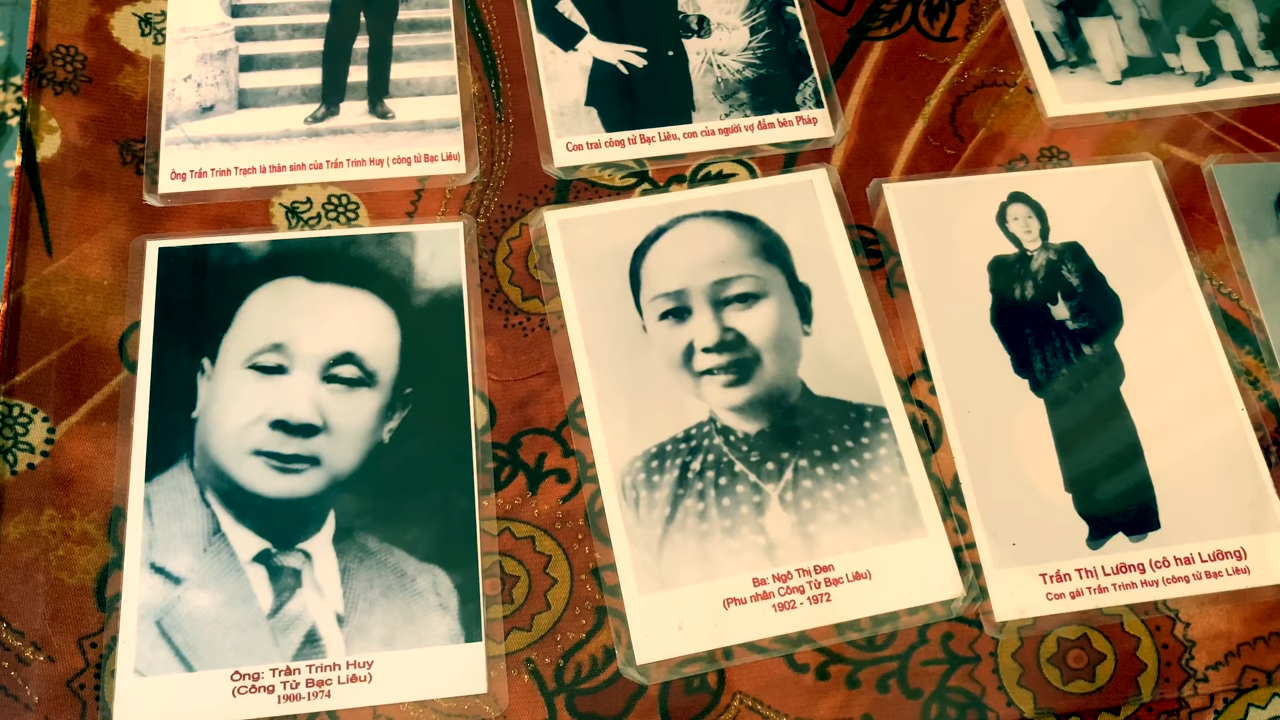 Ông Trần Trinh Trạch là thân sinh của Trần Trinh Huy ( công tử Bạc Liêu)
Con trai công tử Bạc Liêu, con của người vợ đầm bên Pháp
Ông: Trần Trinh Huy
(Công Tử Bạc Liêu)
1900-1974
Ba: Ngô Thị Đen
(Phu nhân Công Tử Bạc Liêu)
1902 - 1972
Trần Thị Lưỡng (cô hai Lưỡng)
Con gái Trần Trinh Huy (công tử Bạc Liêu)